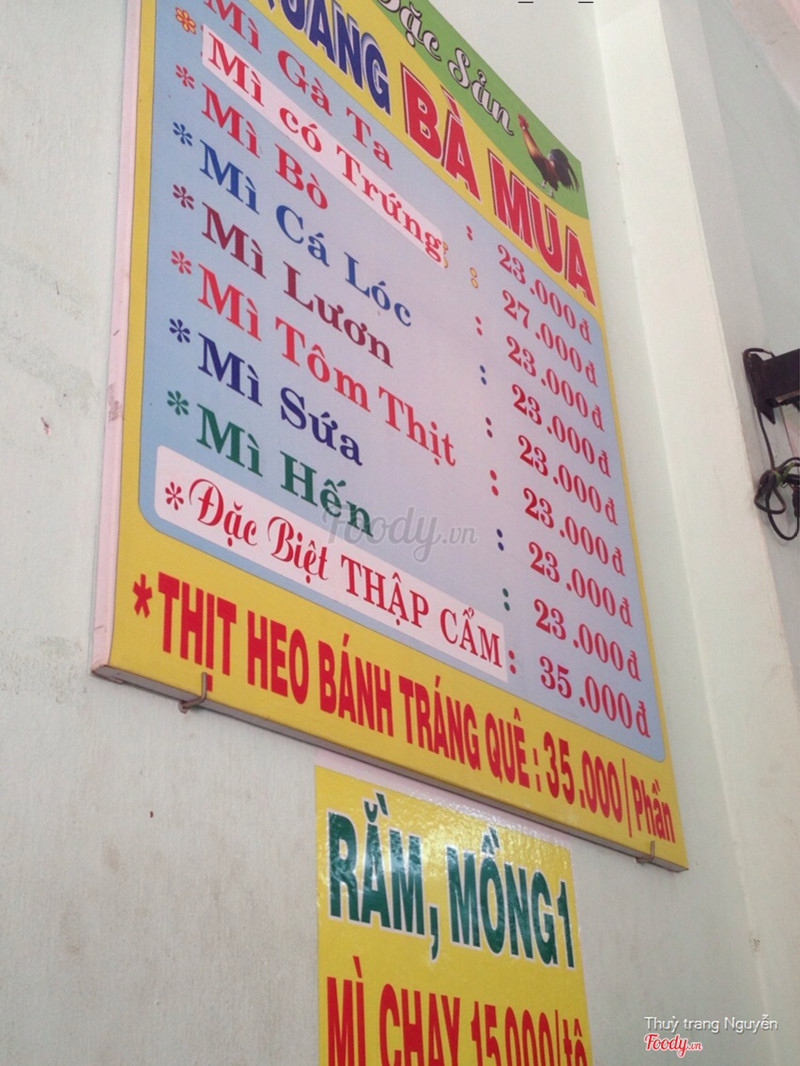 Đặc Sản
QUANG BÀ MUA
Mì Gà Ta : 23.000đ
Mì có Trứng : 27.000đ
* Mì Bò : 23.000đ
* Mì Cá Lóc : 23.000đ
* Mì Lươn : 23.000đ
* Mì Tôm Thịt : 23.000đ
* Mì Sứa : 23.000đ
* Mì Hến : 23.000đ
* Đặc Biệt THẬP CẨM : 35.000đ
* THỊT HEO BÁNH TRÁNG QUÊ : 35.000/Phần
RẰM, MỒNG 1
MÌ CHAY 15.000/tô
Foody.vn
Thuỳ trang Nguyễn
Foody.vn